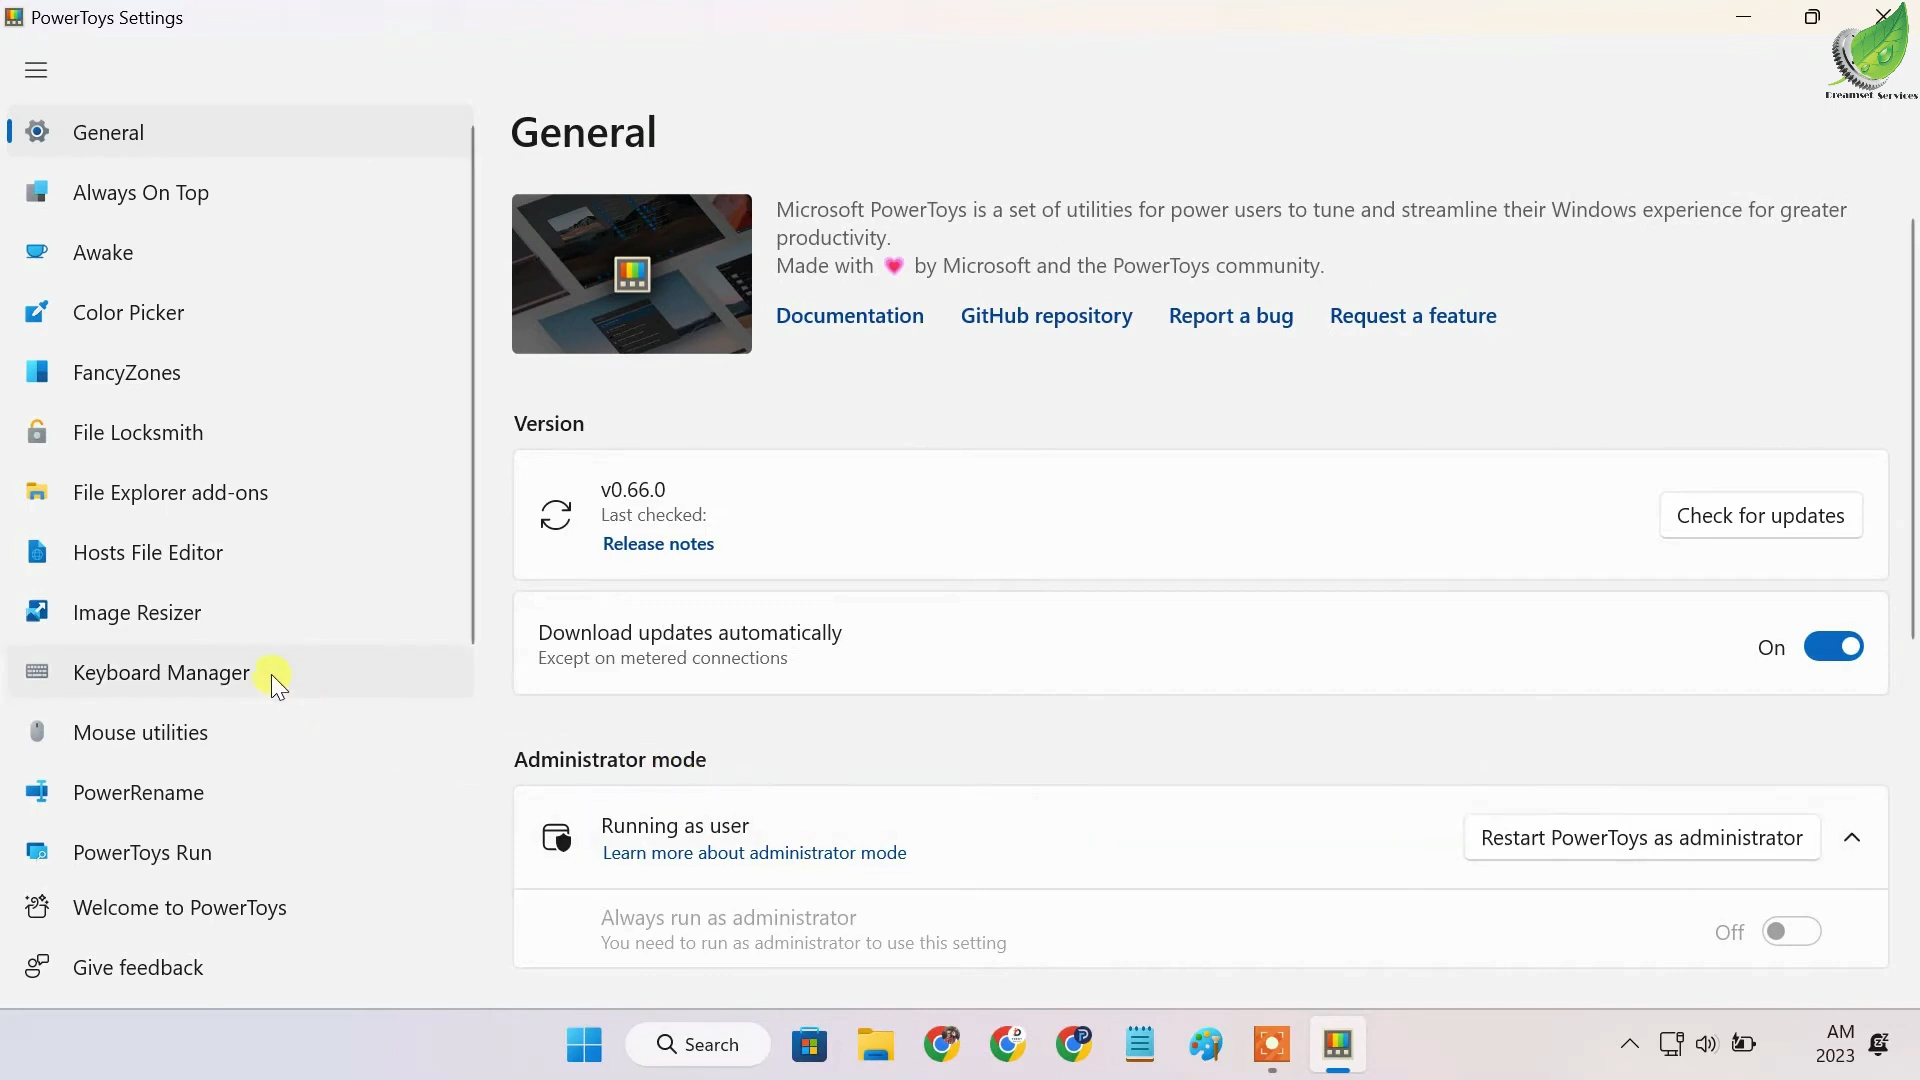 PowerToys Settings
Dreamset Services
General
Always On Top
Awake
Color Picker
FancyZones
File Locksmith
File Explorer add-ons
Hosts File Editor
Image Resizer
Keyboard Manager
Mouse utilities
PowerRename
PowerToys Run
Welcome to PowerToys
Give feedback
General
Microsoft PowerToys is a set of utilities for power users to tune and streamline their Windows experience for greater
productivity.
Made with 💗 by Microsoft and the PowerToys community.
Documentation GitHub repository Report a bug Request a feature
Version
v0.66.0
Last checked:
Release notes
Check for updates
Download updates automatically
Except on metered connections
On
Administrator mode
Running as user
Learn more about administrator mode
Restart PowerToys as administrator
Always run as administrator
You need to run as administrator to use this setting
Off
Search
AM
2023